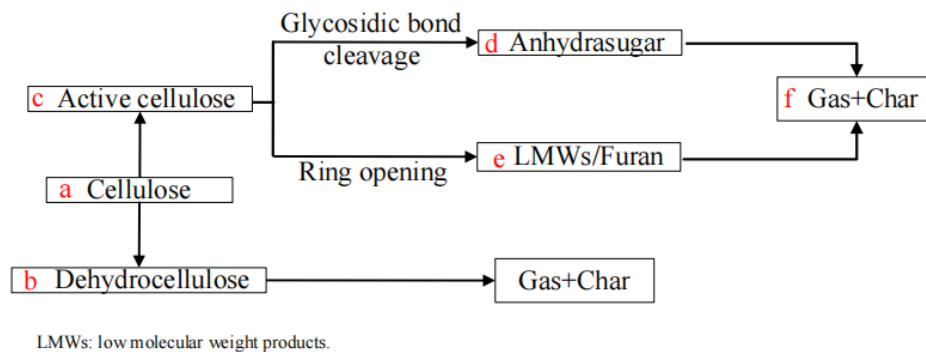 Glycosidic bond
cleavage
d Anhydrasugar
c Active cellulose
f Gas+Char
Ring opening
e LMWs/Furan
a Cellulose
b Dehydrocellulose
Gas+Char
LMWs: low molecular weight products.